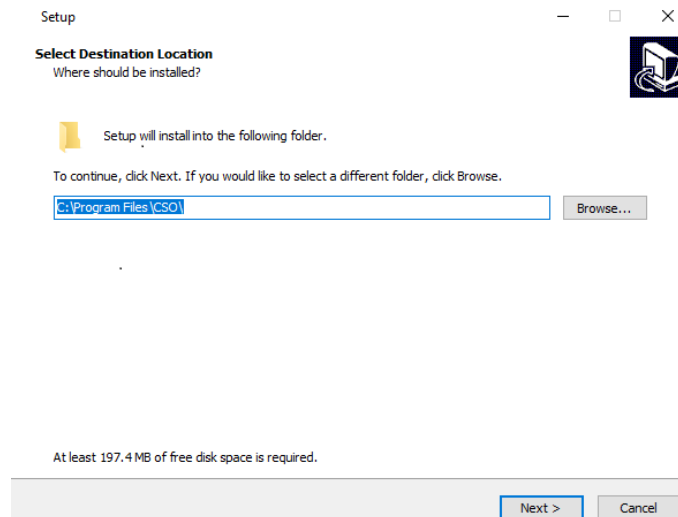 Setup
Select Destination Location
Where should be installed?
Setup will install into the following folder.
To continue, click Next. If you would like to select a different folder, click Browse.
C:\Program Files\CSO\
Browse...
At least 197.4 MB of free disk space is required.
Next >
Cancel